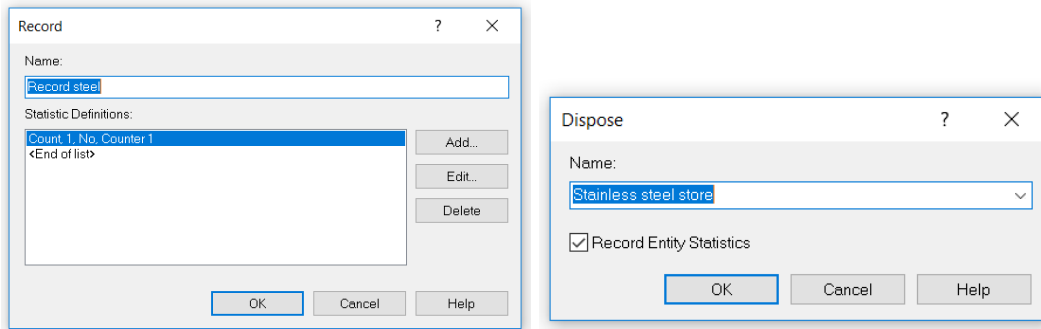 Record
?
Name:
Record steel
Statistic Definitions:
Count, 1, No, Counter 1
<End of list>
Add...
Edit...
Delete
OK
Cancel
Help
Dispose
?
Name:
Stainless steel store
Record Entity Statistics
OK
Cancel
Help